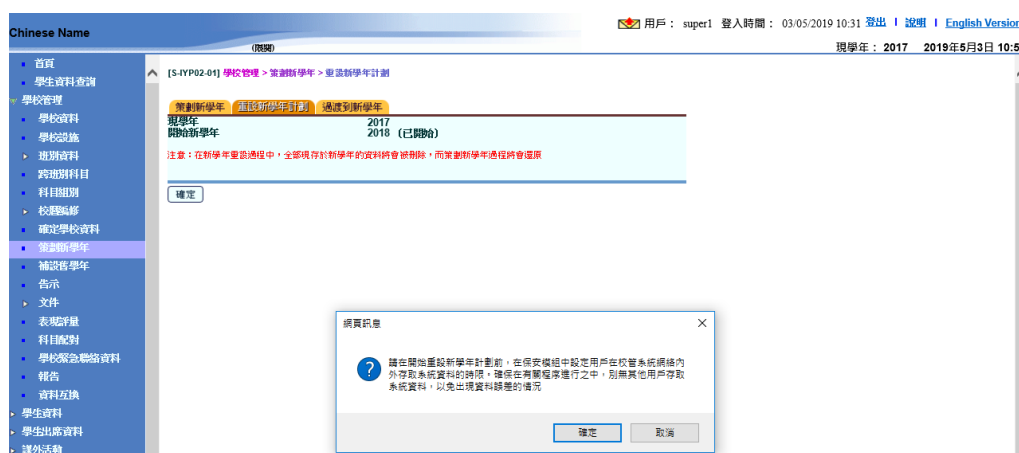 Chinese Name
用戶： super1 登入時間： 03/05/2019 10:31 登出 | 說明 | English Version
(展開)
現學年： 2017 2019年5月3日 10:5
首頁
學生資料查詢
學校管理
學校資料
學校設施
班別資料
跨班別科目
科目組別
校曆編修
確定學校資料
策劃新學年
補設舊學年
告示
文件
表現評量
科目配對
學校緊急聯絡資料
報告
資料互換
學生資料
學生出席資料
課外活動
[S-IYP02-01] 學校管理 > 策劃新學年 > 重設新學年計劃
策劃新學年 重設新學年計劃 過渡到新學年
現學年 2017
開始新學年 2018 (已開始)
注意：在新學年重設過程中，全部現存於新學年的資料將會被刪除，而策劃新學年過程將會還原
確定
網頁訊息
請在開始重設新學年計劃前，在保安模組中設定用戶在校管系統網絡內
外存取系統資料的時限，確保在有關程序進行之中，別無其他用戶存取
系統資料，以免出現資料誤差的情況
確定 取消